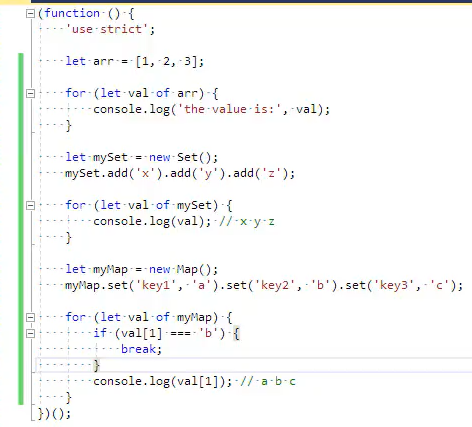 (function () {
'use strict';
let arr = [1, 2, 3];
for (let val of arr) {
console.log('the value is:', val);
}
let mySet = new Set();
mySet.add('x').add('y').add('z');
for (let val of mySet) {
console.log(val); // x y z
}
let myMap = new Map();
myMap.set('key1', 'a').set('key2', 'b').set('key3', 'c');
for (let val of myMap) {
if (val[1] === 'b') {
break;
}
console.log(val[1]); // a b c
}
})();